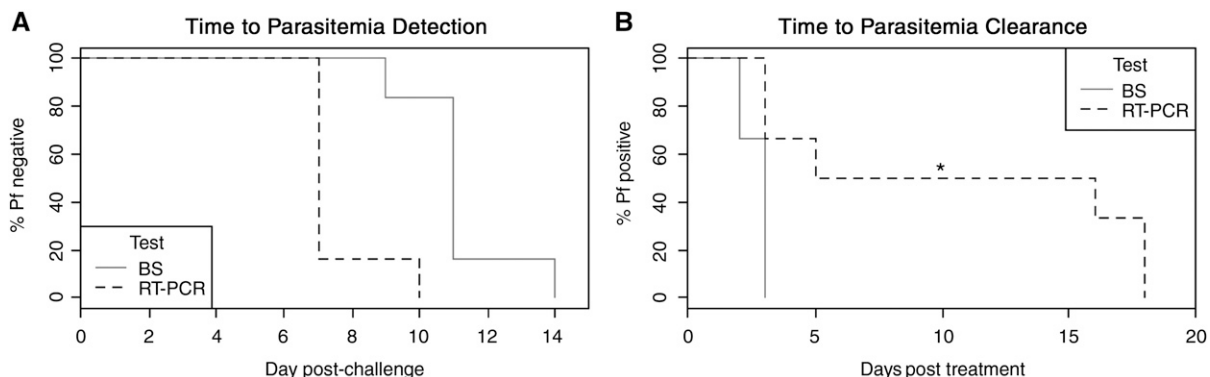 A
Time to Parasitemia Detection
% Pf negative
100
80
60
40
20
0
Test
BS
RT-PCR
0 2 4 6 8 10 12 14
Day post-challenge
B
Time to Parasitemia Clearance
% Pf positive
100
80
60
40
20
0
Test
BS
RT-PCR
*
0 5 10 15 20
Days post treatment